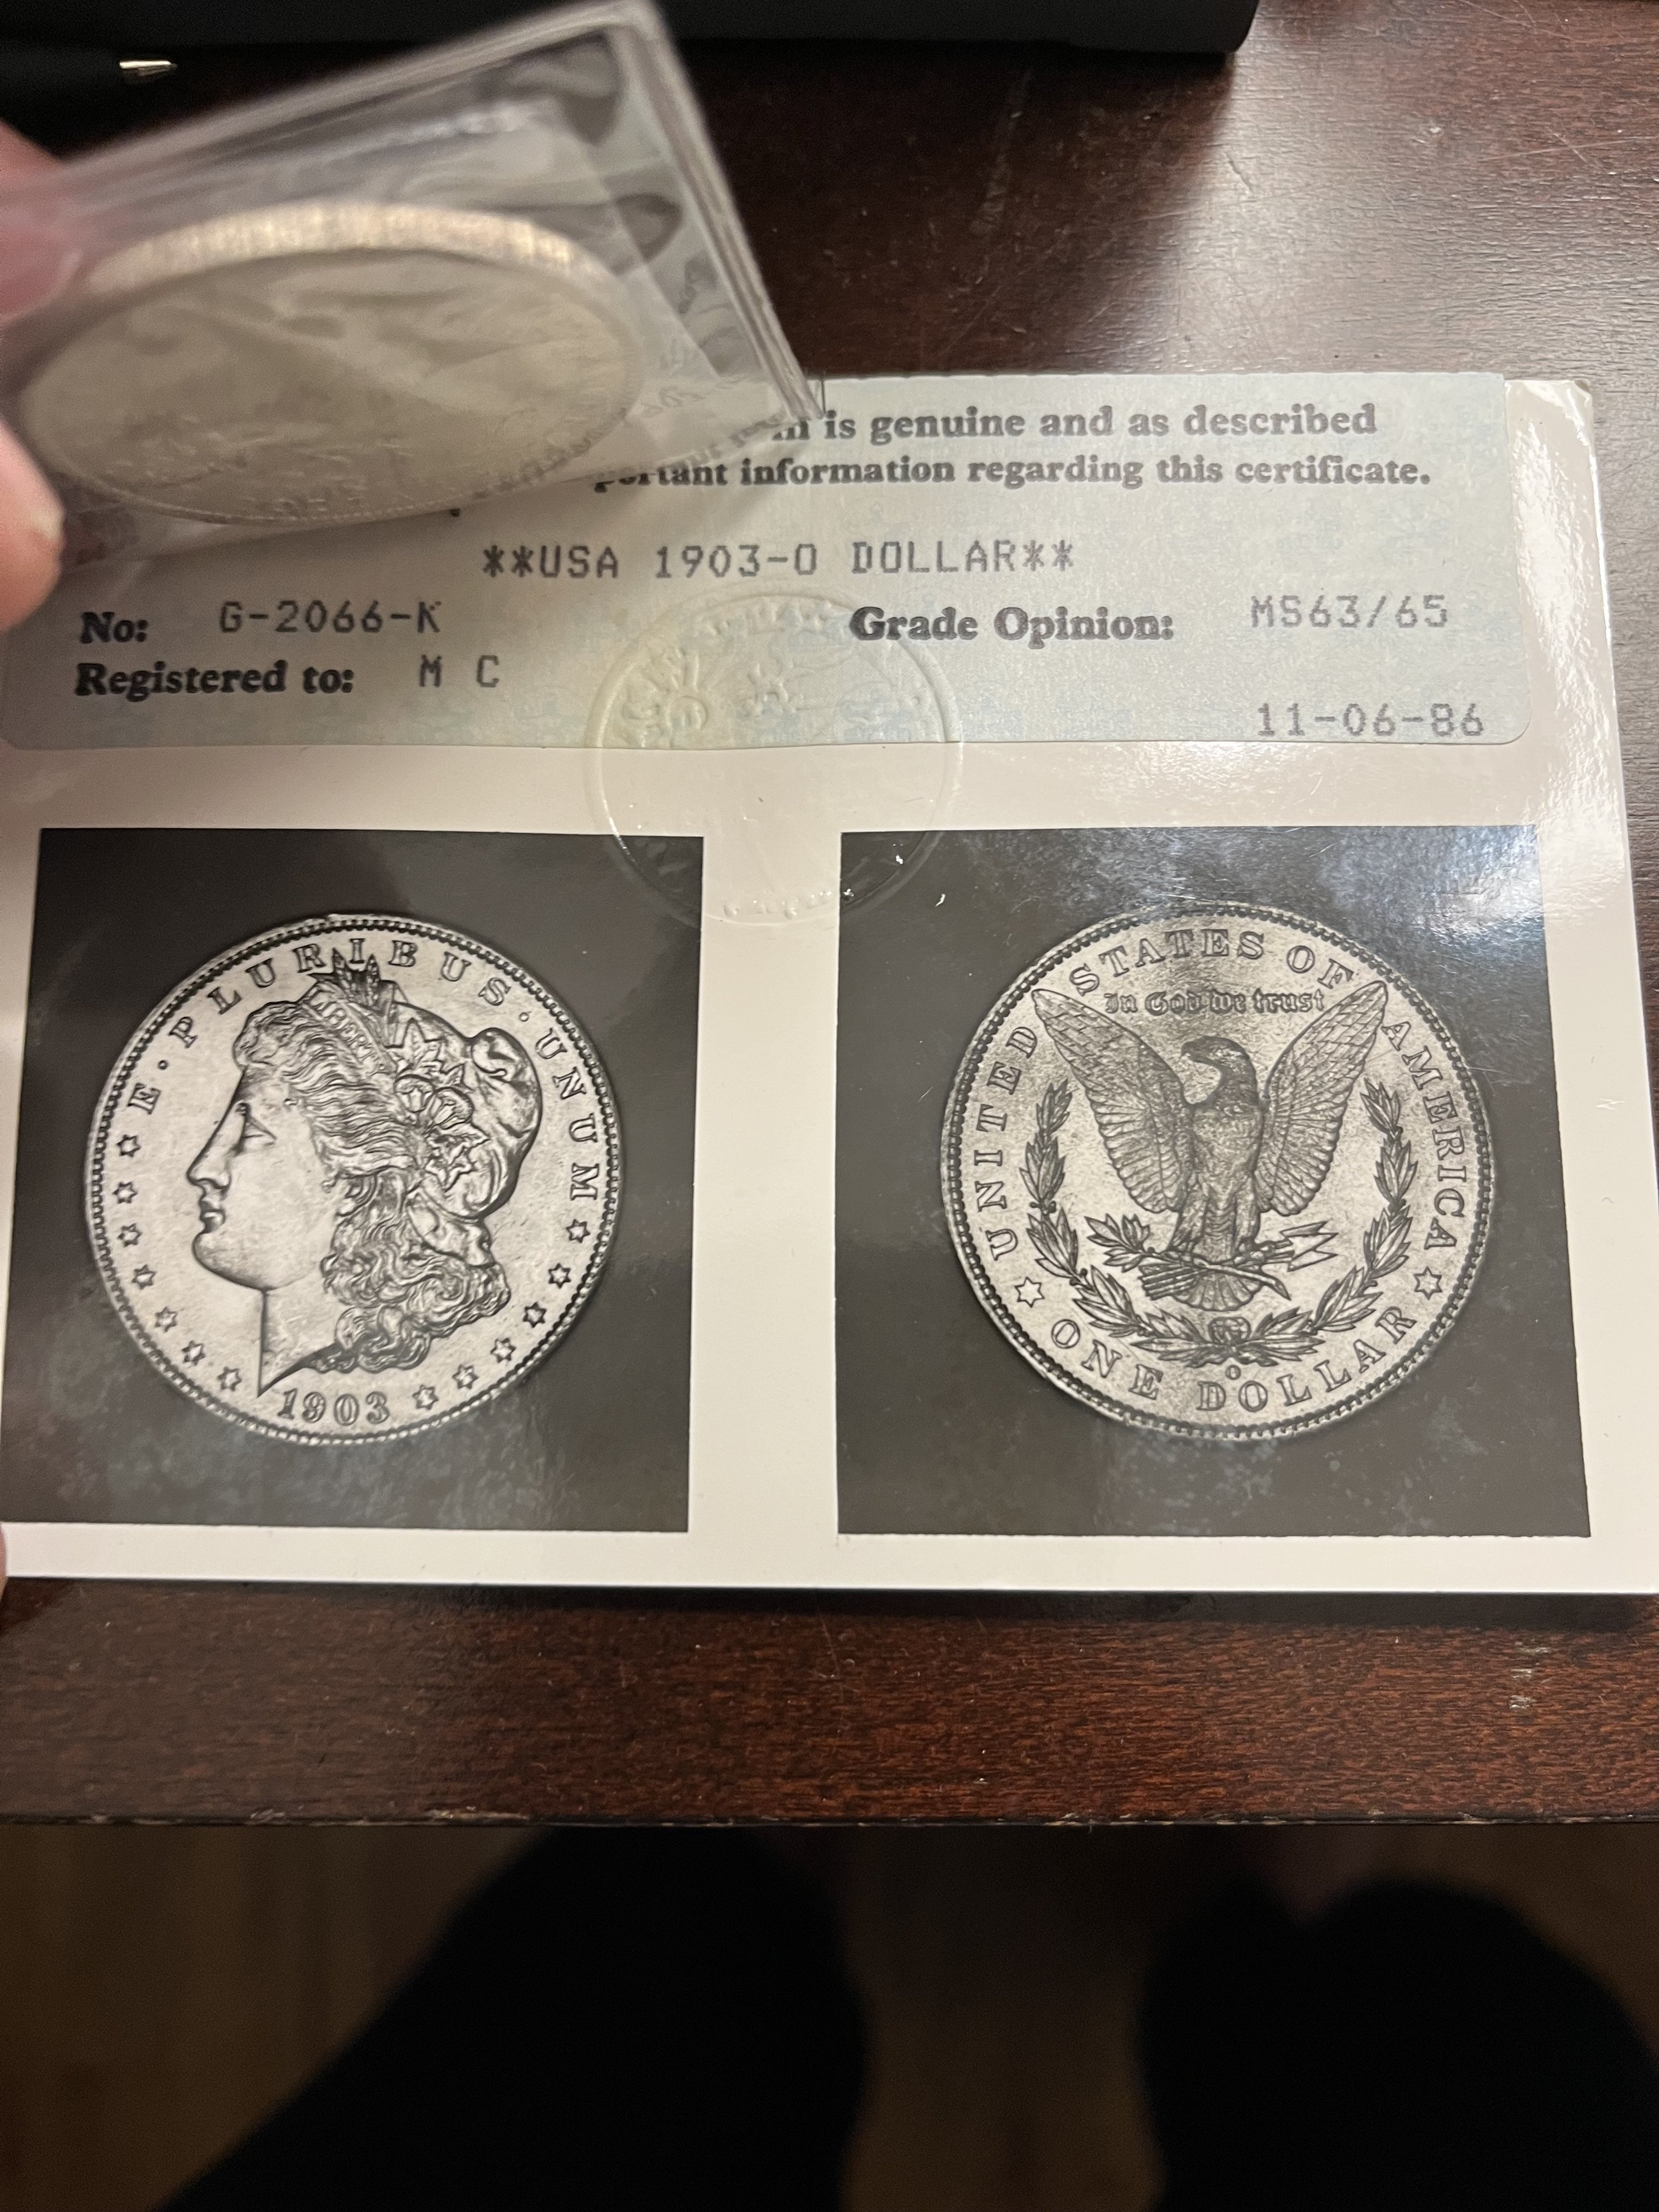 is genuine and as described
information regarding this certificate.
**USA 1903-O DOLLAR**
No: G-2066-K Grade Opinion: MS63/65
Registered to: M C
11-06-86
E·PLURIBUS·UNUM
1903
UNITED STATES OF AMERICA
In God we trust
O
ONE DOLLAR